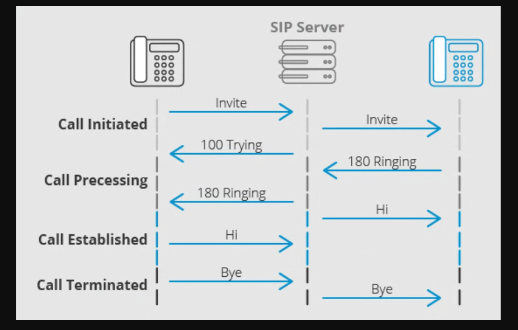 SIP Server
Invite
Call Initiated
Invite
100 Trying
180 Ringing
Call Precessing
180 Ringing
Hi
Call Established
Hi
Call Terminated
Bye
Bye